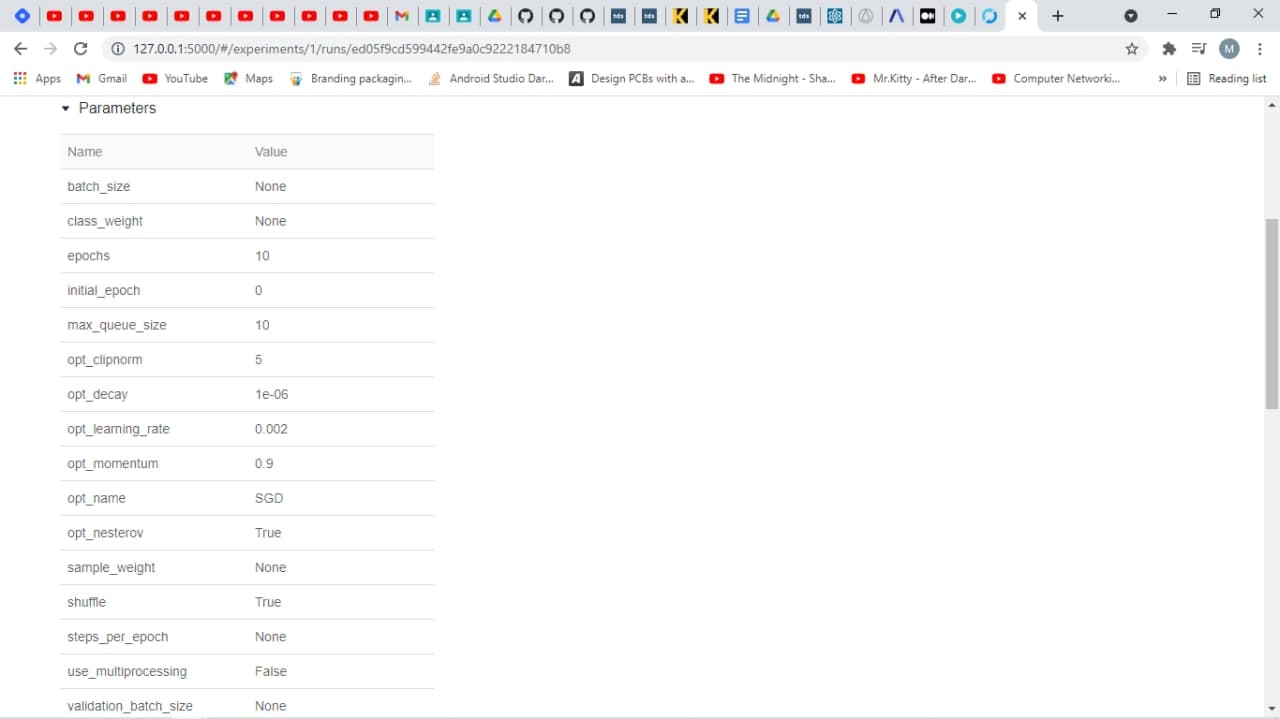 tds tds tds
127.0.0.1:5000/#/experiments/1/runs/ed05f9cd599442fe9a0c9222184710b8 M
Apps Gmail YouTube Maps Branding packagin... Android Studio Dar... Design PCBs with a... The Midnight - Sha... Mr.Kitty - After Dar... Computer Networki... » Reading list
Parameters
Name Value
batch_size None
class_weight None
epochs 10
initial_epoch 0
max_queue_size 10
opt_clipnorm 5
opt_decay 1e-06
opt_learning_rate 0.002
opt_momentum 0.9
opt_name SGD
opt_nesterov True
sample_weight None
shuffle True
steps_per_epoch None
use_multiprocessing False
validation_batch_size None